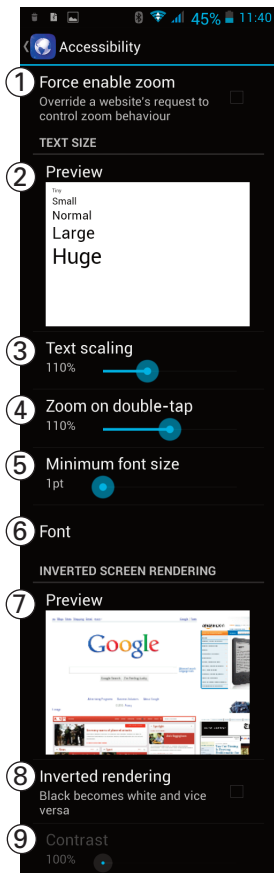 45% 11:40
Accessibility
1 Force enable zoom
Override a website's request to
control zoom behaviour
TEXT SIZE
2 Preview
Tiny
Small
Normal
Large
Huge
3 Text scaling
110%
4 Zoom on double-tap
110%
5 Minimum font size
1pt
6 Font
INVERTED SCREEN RENDERING
7 Preview
Google
8 Inverted rendering
Black becomes white and vice
versa
9 Contrast
100%